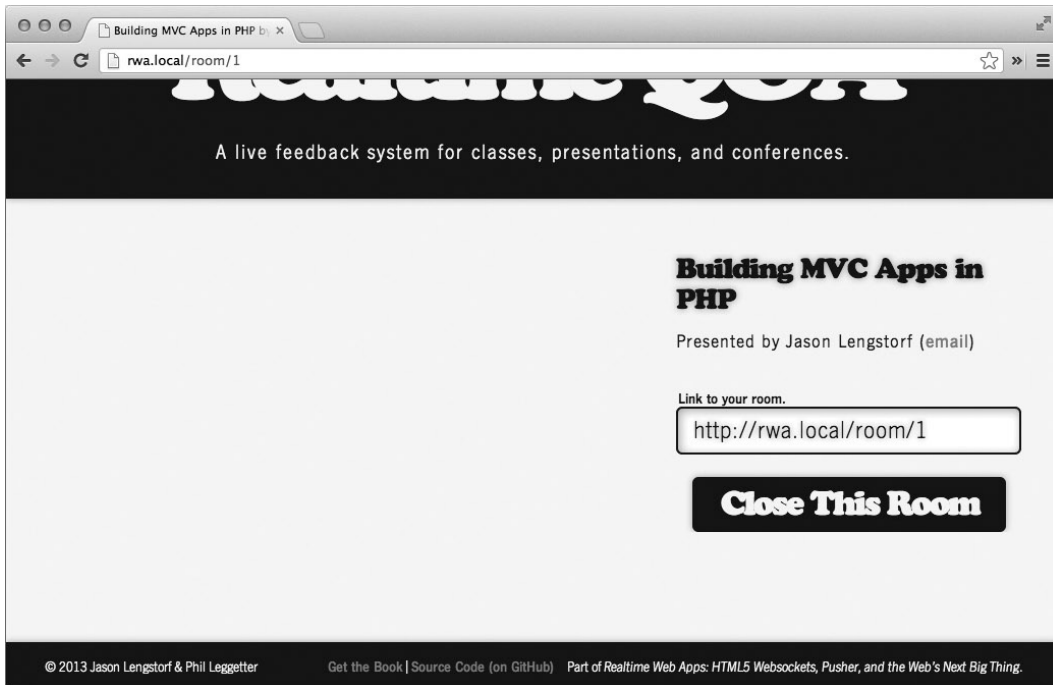 Building MVC Apps in PHP by
rwa.local/room/1
Realtime Q&A
A live feedback system for classes, presentations, and conferences.
Building MVC Apps in
PHP
Presented by Jason Lengstorf (email)
Link to your room.
http://rwa.local/room/1
Close This Room
© 2013 Jason Lengstorf & Phil Leggetter
Get the Book | Source Code (on GitHub)
Part of Realtime Web Apps: HTML5 Websockets, Pusher, and the Web's Next Big Thing.